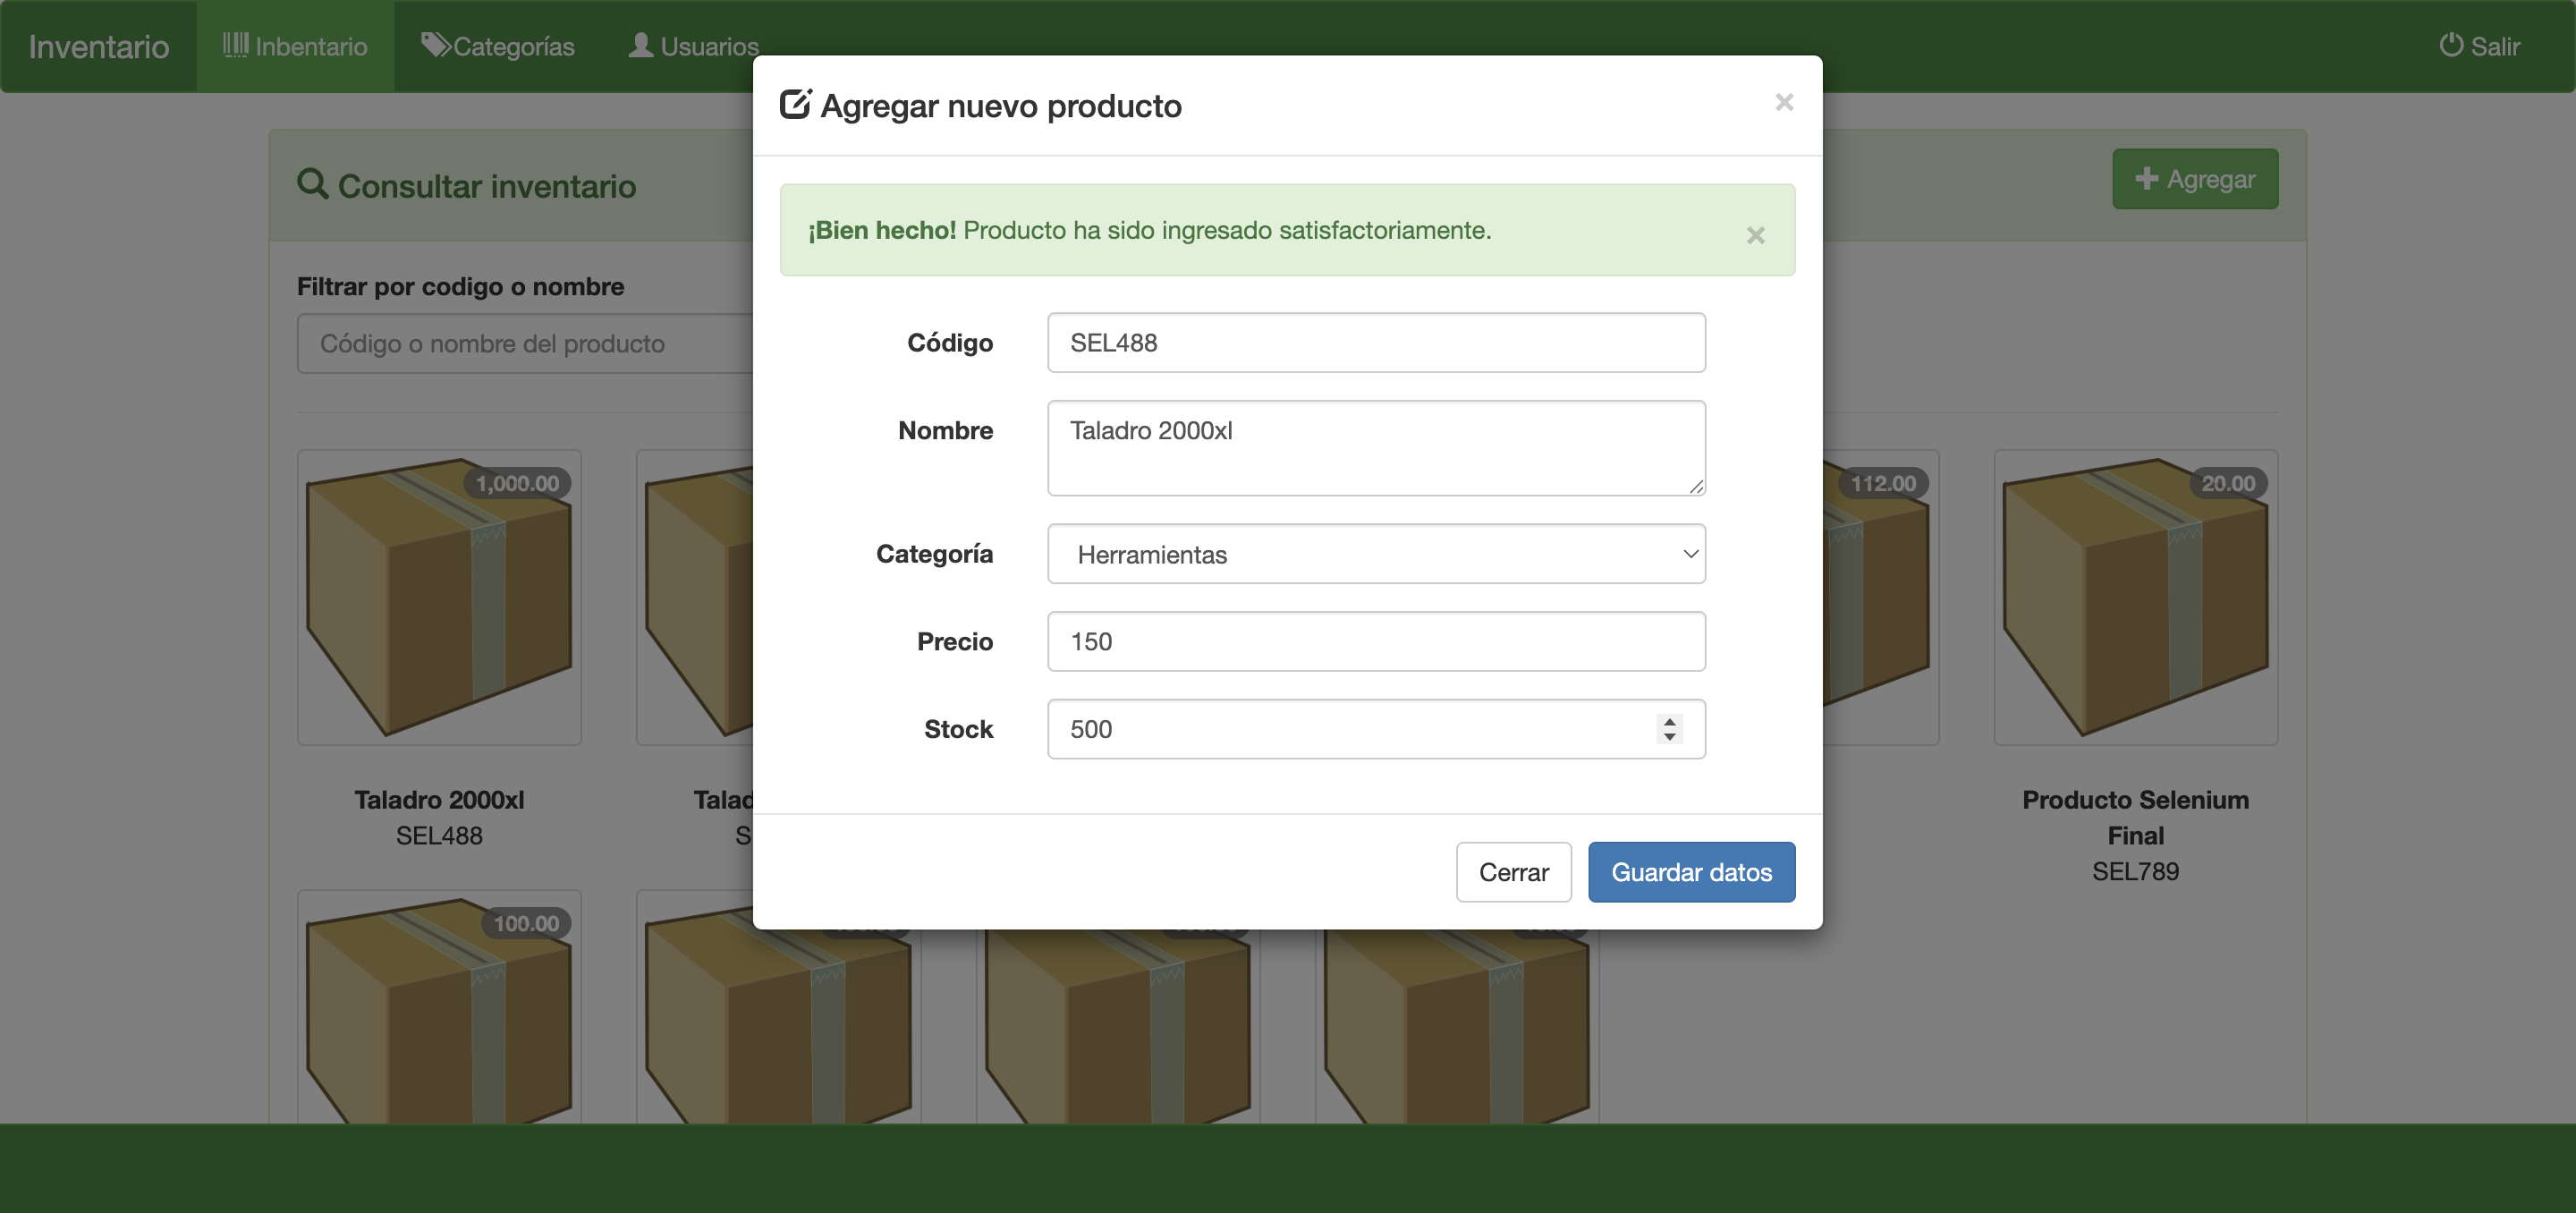 Inventario
Inbentario
Categorías
Usuarios
Salir
Agregar nuevo producto
×
Consultar inventario
Agregar
¡Bien hecho! Producto ha sido ingresado satisfactoriamente.
×
Filtrar por codigo o nombre
Código o nombre del producto
Código
SEL488
Nombre
Taladro 2000xl
Categoría
Herramientas
Precio
150
Stock
500
1,000.00
112.00
20.00
Taladro 2000xl
SEL488
Producto Selenium
Final
SEL789
Cerrar
Guardar datos
100.00